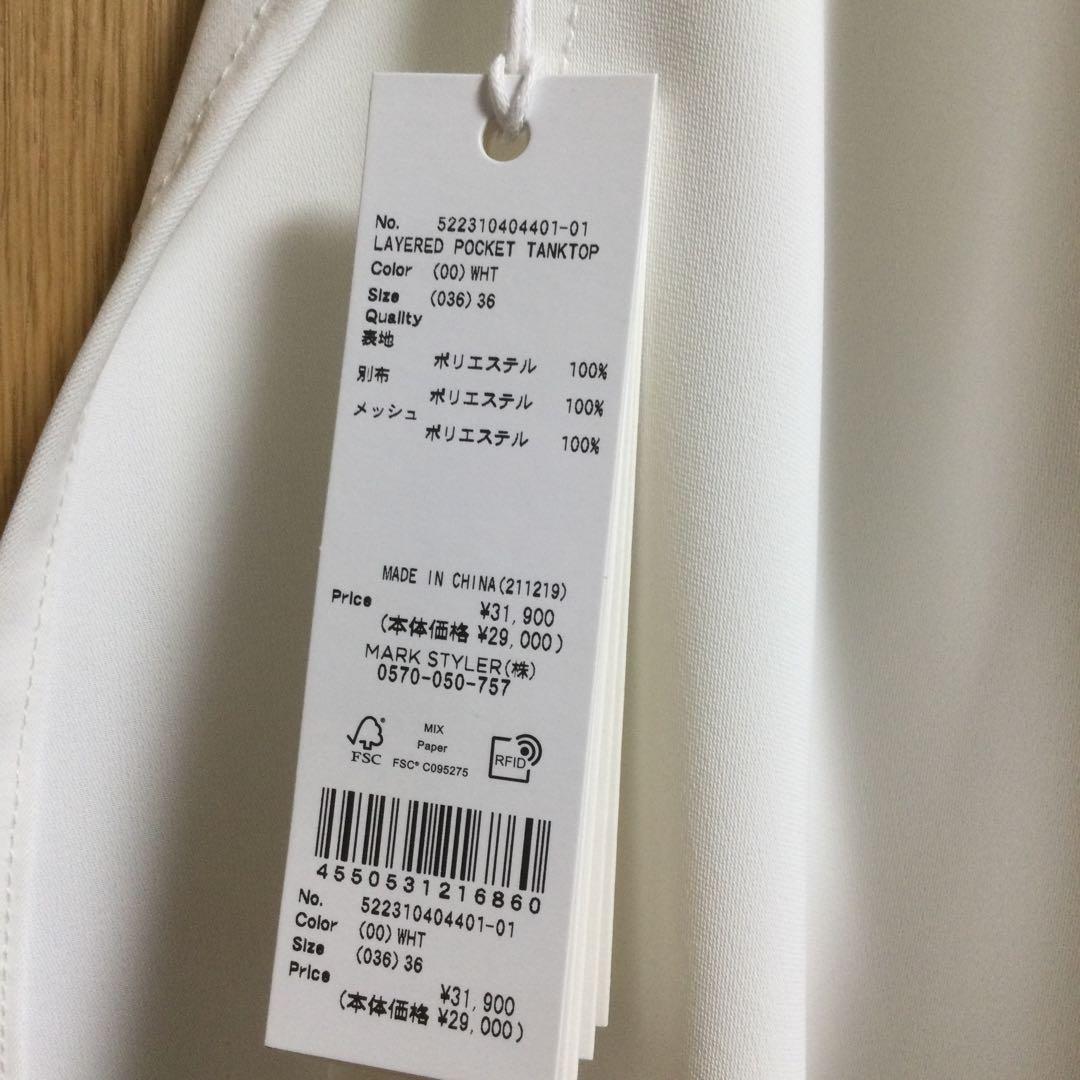 No. 522310404401-01
LAYERED POCKET TANKTOP
Color (00)WHT
Size (036)36
Quality
表地
ポリエステル 100%
別布
ポリエステル 100%
メッシュ
ポリエステル 100%
MADE IN CHINA(211219)
Price ¥31,900
(本体価格 ¥29,000)
MARK STYLER(株)
0570-050-757
FSC
MIX
Paper
FSC® C095275
RFID
4550531216860
No. 522310404401-01
Color (00)WHT
Size (036)36
Price ¥31,900
(本体価格 ¥29,000)